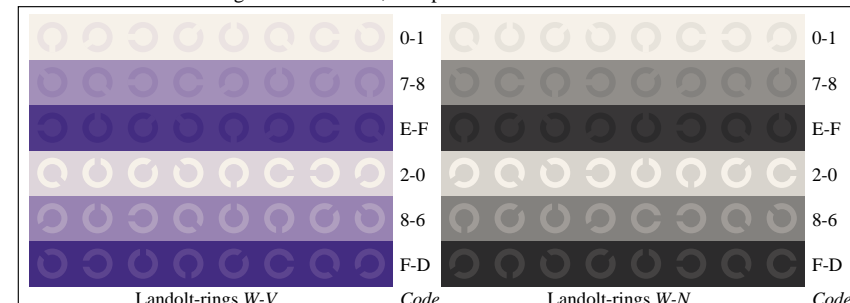 0-1 0-1
7-8 7-8
E-F E-F
2-0 2-0
8-6 8-6
F-D F-D
Landolt-rings W-V Code Landolt-rings W-N Code